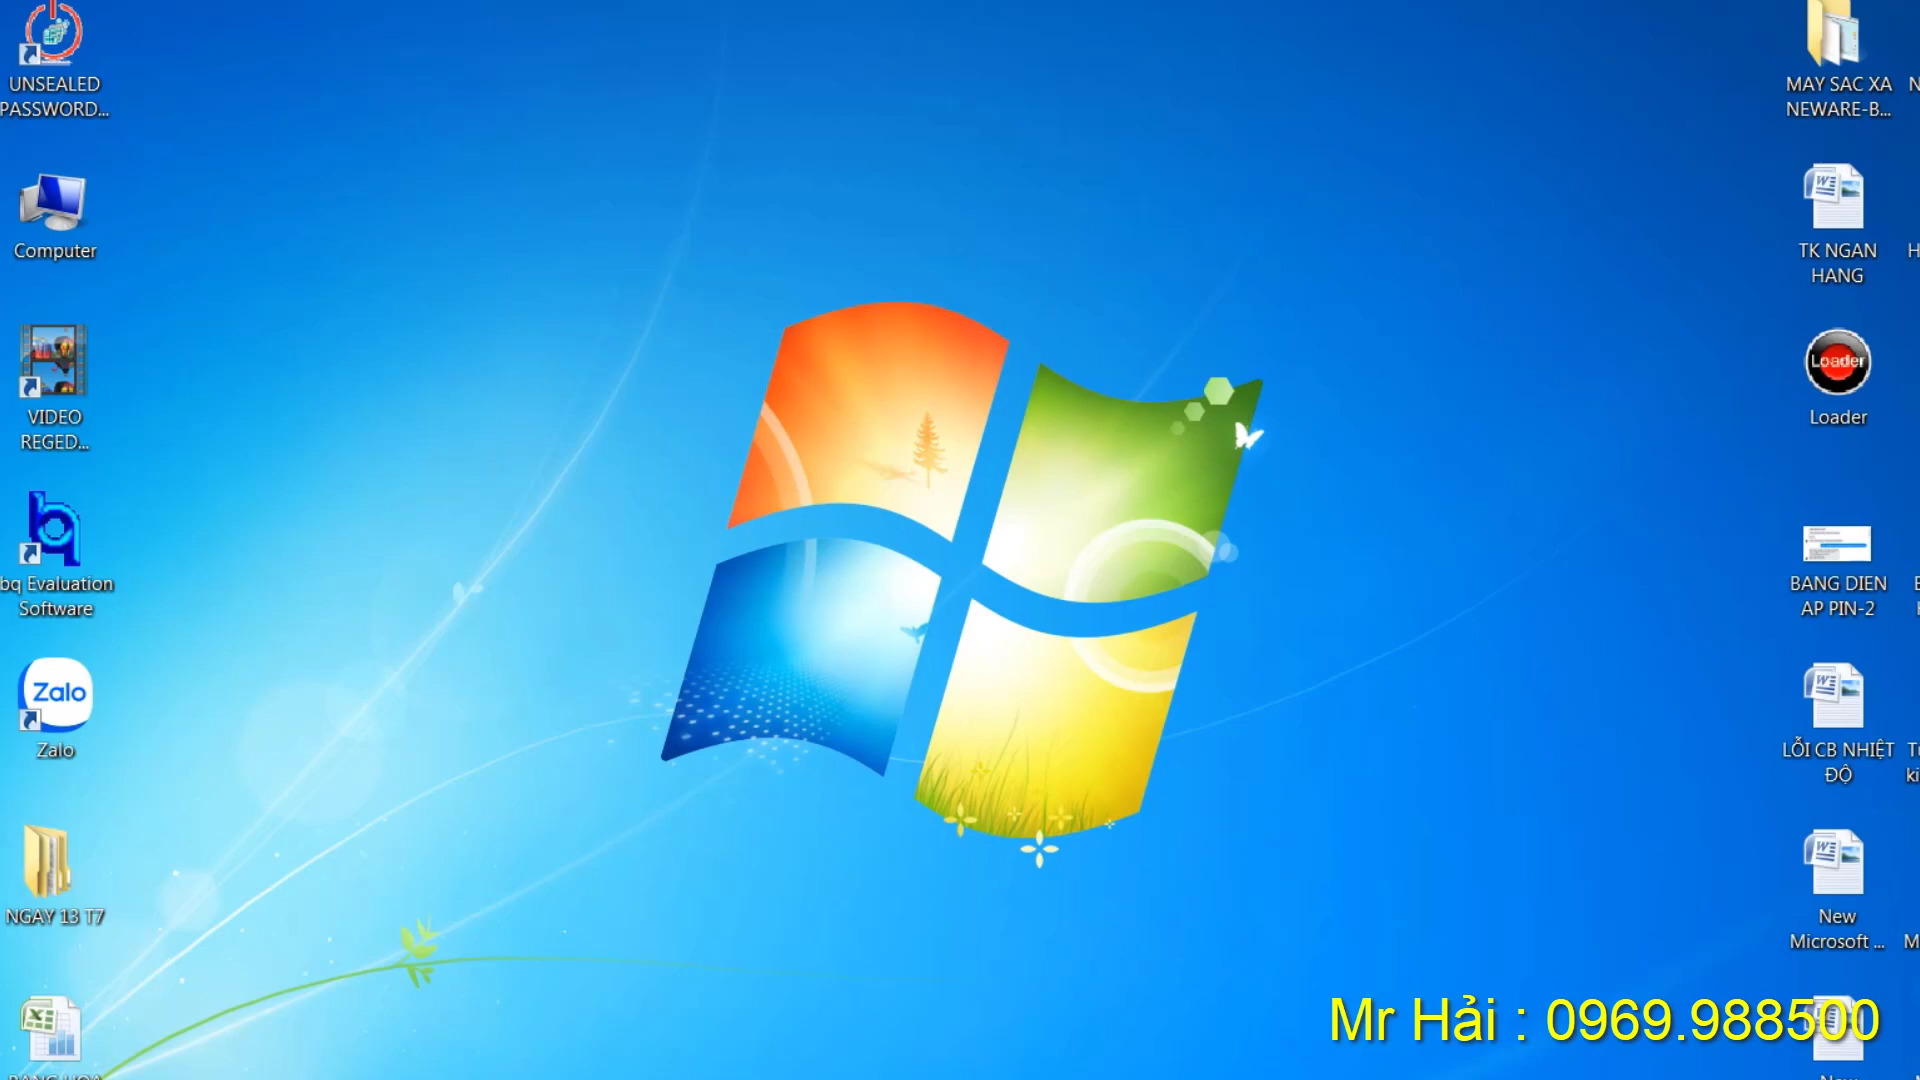 UNSEALED
PASSWORD...
Computer
VIDEO
REGED...
bq Evaluation
Software
Zalo
Zalo
NGAY 13 T7
MAY SAC XA
NEWARE-B...
TK NGAN
HANG
Loader
Loader
BANG DIEN
AP PIN-2
LỖI CB NHIỆT
ĐỘ
New
Microsoft ...
Mr Hải : 0969.988500